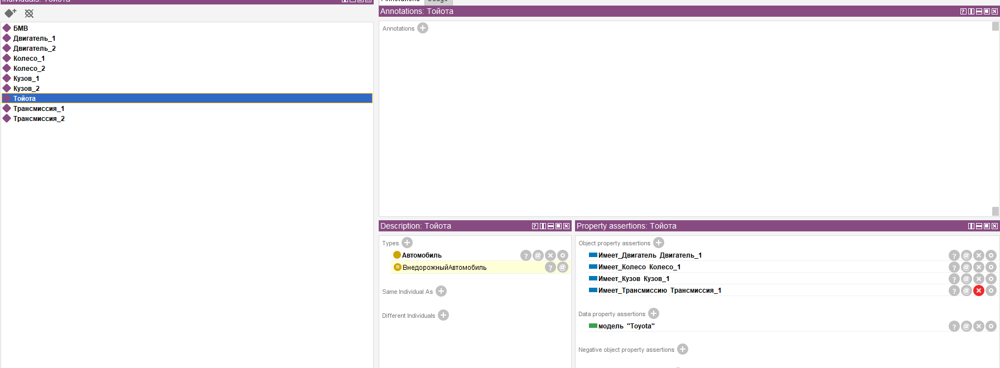 Individuals: Тойота
БМВ
Двигатель_1
Двигатель_2
Колесо_1
Колесо_2
Кузов_1
Кузов_2
Тойота
Трансмиссия_1
Трансмиссия_2
Annotations Usage
Annotations: Тойота
Annotations
Description: Тойота
Types
Автомобиль
ВнедорожныйАвтомобиль
Same Individual As
Different Individuals
Property assertions: Тойота
Object property assertions
Имеет_Двигатель Двигатель_1
Имеет_Колесо Колесо_1
Имеет_Кузов Кузов_1
Имеет_Трансмиссию Трансмиссия_1
Data property assertions
модель "Toyota"
Negative object property assertions